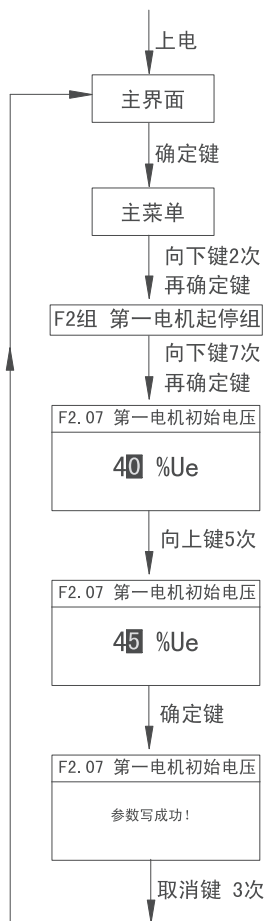 上电
主界面
确定键
主菜单
向下键2次
再确定键
F2组 第一电机起停组
向下键7次
再确定键
F2.07 第一电机初始电压
40 %Ue
向上键5次
F2.07 第一电机初始电压
45 %Ue
确定键
F2.07 第一电机初始电压
参数写成功!
取消键 3次